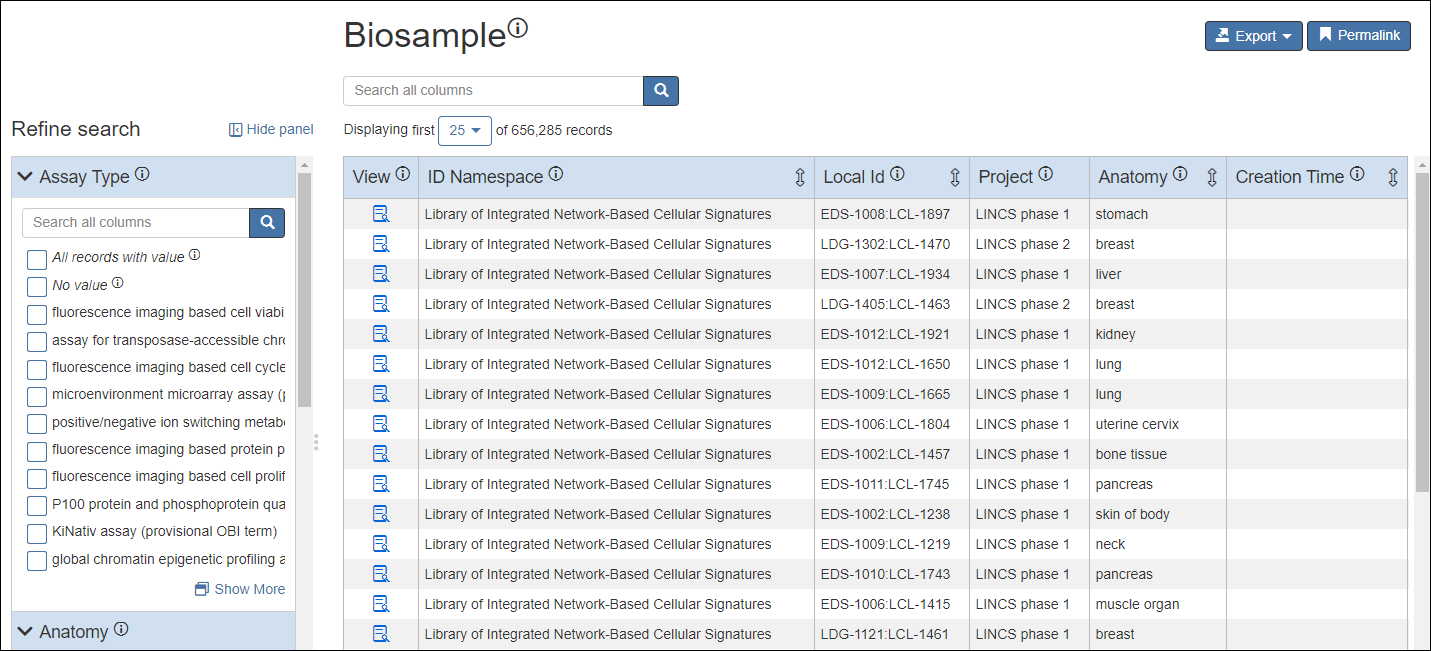 Biosample
Export
Permalink
Search all columns
Refine search
Hide panel
Displaying first 25 of 656,285 records
Assay Type
Search all columns
All records with value
No value
fluorescence imaging based cell viabi
assay for transposase-accessible chro
fluorescence imaging based cell cycle
microenvironment microarray assay (p
positive/negative ion switching metabo
fluorescence imaging based protein p
fluorescence imaging based cell prolif
P100 protein and phosphoprotein qua
KiNativ assay (provisional OBI term)
global chromatin epigenetic profiling a
Show More
Anatomy
View ID Namespace Local Id Project Anatomy Creation Time
Library of Integrated Network-Based Cellular Signatures EDS-1008:LCL-1897 LINCS phase 1 stomach
Library of Integrated Network-Based Cellular Signatures LDG-1302:LCL-1470 LINCS phase 2 breast
Library of Integrated Network-Based Cellular Signatures EDS-1007:LCL-1934 LINCS phase 1 liver
Library of Integrated Network-Based Cellular Signatures LDG-1405:LCL-1463 LINCS phase 2 breast
Library of Integrated Network-Based Cellular Signatures EDS-1012:LCL-1921 LINCS phase 1 kidney
Library of Integrated Network-Based Cellular Signatures EDS-1012:LCL-1650 LINCS phase 1 lung
Library of Integrated Network-Based Cellular Signatures EDS-1009:LCL-1665 LINCS phase 1 lung
Library of Integrated Network-Based Cellular Signatures EDS-1006:LCL-1804 LINCS phase 1 uterine cervix
Library of Integrated Network-Based Cellular Signatures EDS-1002:LCL-1457 LINCS phase 1 bone tissue
Library of Integrated Network-Based Cellular Signatures EDS-1011:LCL-1745 LINCS phase 1 pancreas
Library of Integrated Network-Based Cellular Signatures EDS-1002:LCL-1238 LINCS phase 1 skin of body
Library of Integrated Network-Based Cellular Signatures EDS-1009:LCL-1219 LINCS phase 1 neck
Library of Integrated Network-Based Cellular Signatures EDS-1010:LCL-1743 LINCS phase 1 pancreas
Library of Integrated Network-Based Cellular Signatures EDS-1006:LCL-1415 LINCS phase 1 muscle organ
Library of Integrated Network-Based Cellular Signatures LDG-1121:LCL-1461 LINCS phase 1 breast